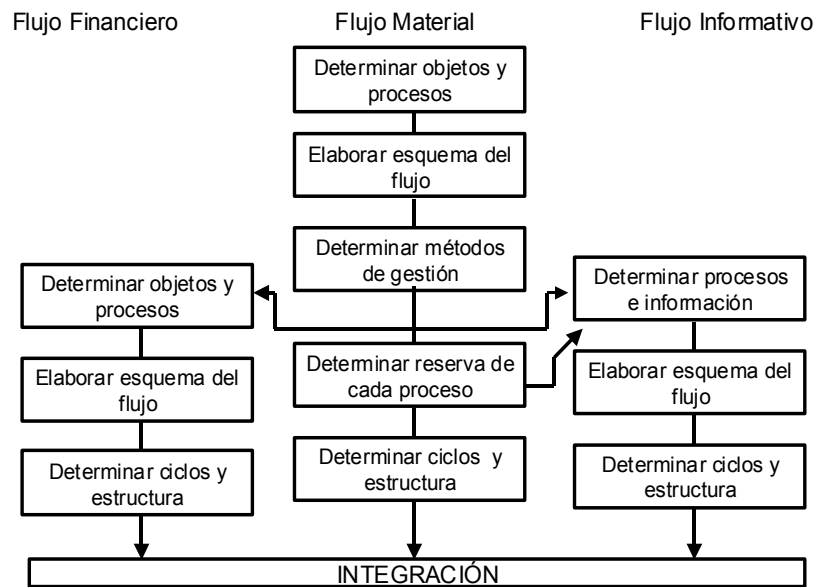 Flujo Financiero
Flujo Material
Flujo Informativo
Determinar objetos y
procesos
Elaborar esquema del
flujo
Determinar métodos
de gestión
Determinar objetos y
procesos
Determinar procesos
e información
Determinar reserva de
cada proceso
Elaborar esquema del
flujo
Elaborar esquema del
flujo
Determinar ciclos y
estructura
Determinar ciclos y
estructura
Determinar ciclos y
estructura
INTEGRACIÓN